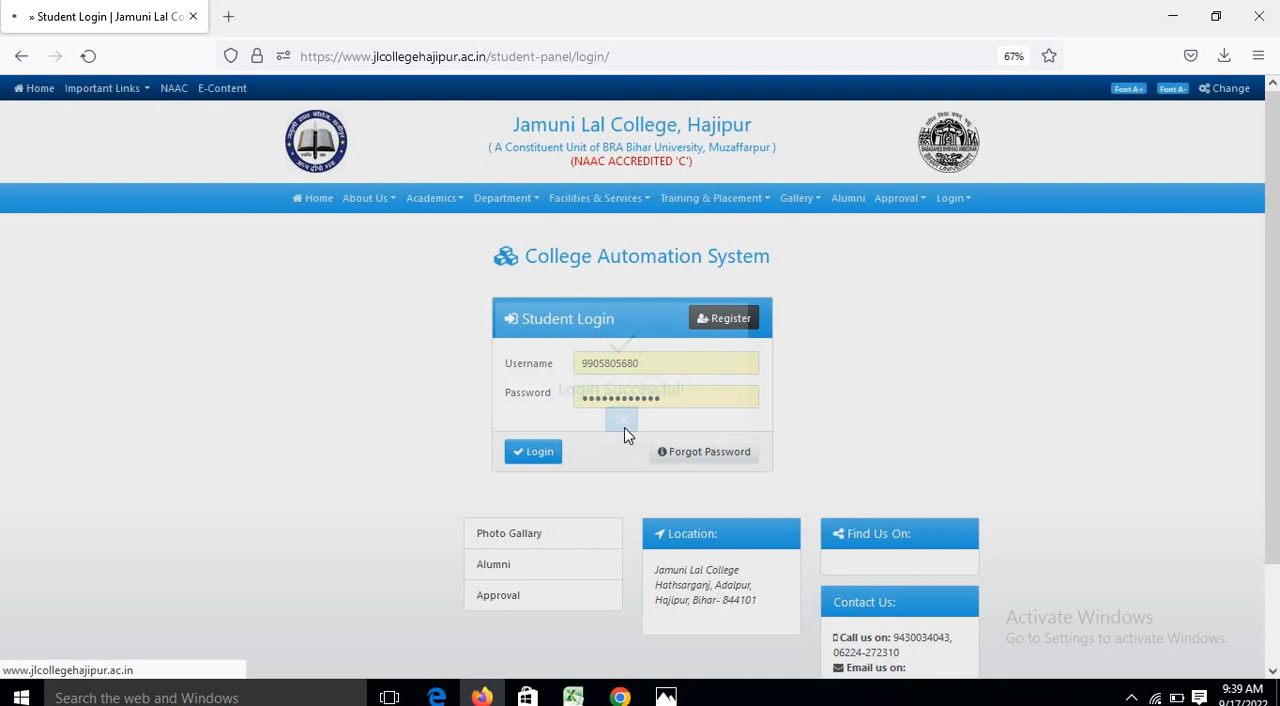 » Student Login | Jamuni Lal Co
https://www.jlcollegehajipur.ac.in/student-panel/login/
67%
Home Important Links NAAC E-Content
Font A+ Font A- Change
Jamuni Lal College, Hajipur
( A Constituent Unit of BRA Bihar University, Muzaffarpur )
(NAAC ACCREDITED 'C')
Home About Us Academics Department Facilities & Services Training & Placement Gallery Alumni Approval Login
College Automation System
Student Login
Register
Username 9905805680
Password ••••••••••••
Login Successful!
Login
Forgot Password
Photo Gallary
Alumni
Approval
Location:
Jamuni Lal College
Hathsarganj, Adalpur,
Hajipur, Bihar- 844101
Find Us On:
Contact Us:
Call us on: 9430034043,
06224-272310
Email us on:
Activate Windows
Go to Settings to activate Windows.
www.jlcollegehajipur.ac.in
Search the web and Windows
9:39 AM
9/17/2022